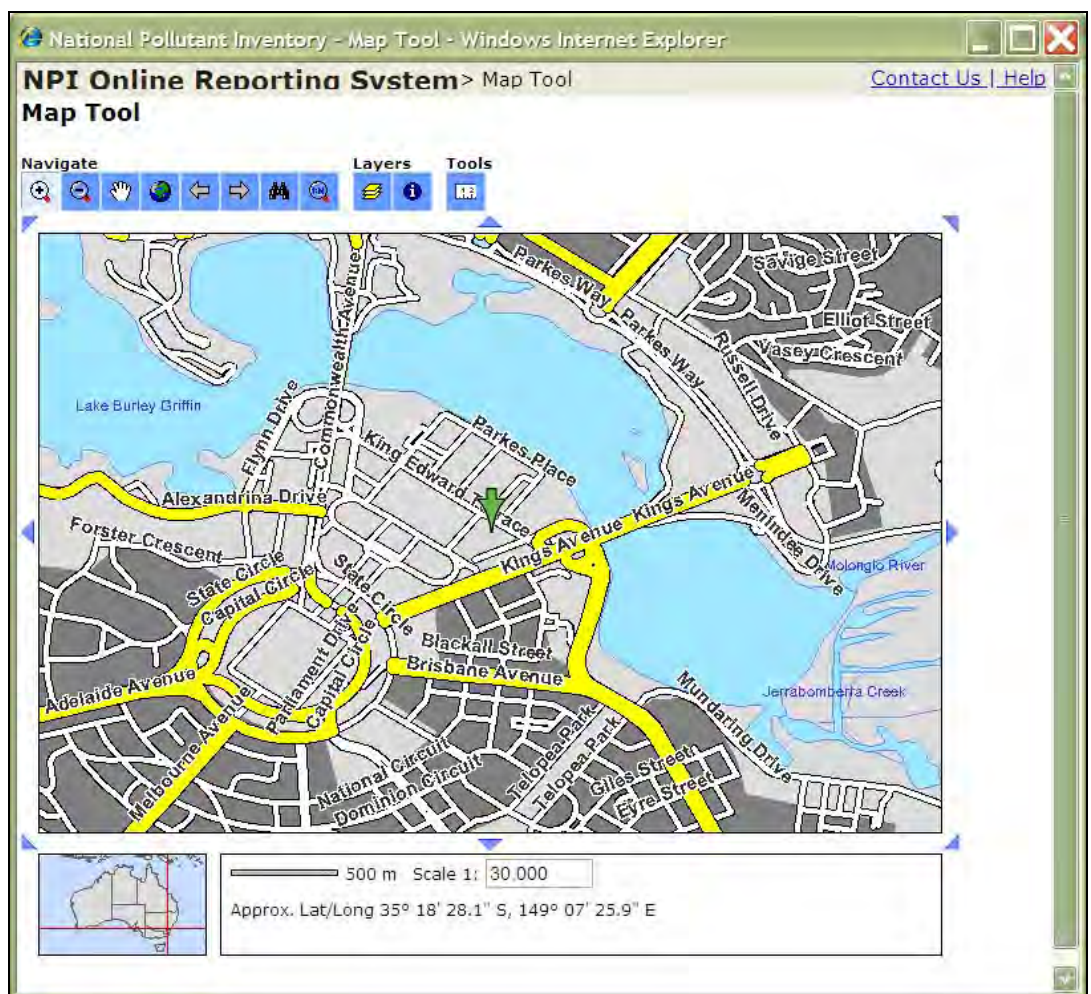 National Pollutant Inventory - Map Tool - Windows Internet Explorer
NPI Online Reporting System > Map Tool
Contact Us | Help
Map Tool
Navigate
Layers
Tools
Parkes Way
Savige Street
Commonwealth Avenue
Parkes Way
Elliot Street
Russell Drive
Vasey Crescent
Lake Burley Griffin
Flynn Drive
Parkes Place
King Edward Terrace
Alexandrina Drive
Kings Avenue
Kings Avenue
Menindee Drive
Forster Crescent
State Circle
State Circle
Molonglo River
Capital Circle
Blackall Street
Parliament Drive
Capital Circle
Brisbane Avenue
Adelaide Avenue
Mundaring Drive
Jerrabomberra Creek
Melbourne Avenue
National Circuit
Dominion Circuit
Telopea Park
Telopea Park
Giles Street
Eyre Street
500 m Scale 1: 30.000
Approx. Lat/Long 35º 18' 28.1" S, 149º 07' 25.9" E